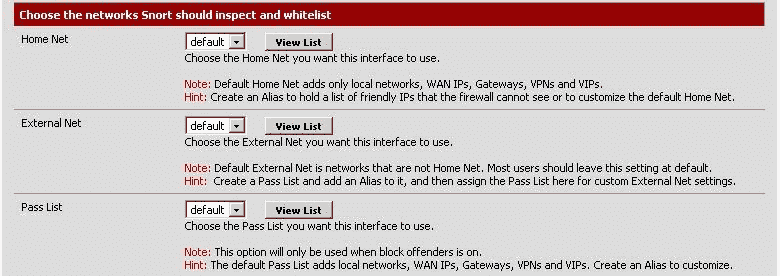 Choose the networks Snort should inspect and whitelist
Home Net
default View List
Choose the Home Net you want this interface to use.
Note: Default Home Net adds only local networks, WAN IPs, Gateways, VPNs and VIPs.
Hint: Create an Alias to hold a list of friendly IPs that the firewall cannot see or to customize the default Home Net.
External Net
default View List
Choose the External Net you want this interface to use.
Note: Default External Net is networks that are not Home Net. Most users should leave this setting at default.
Hint: Create a Pass List and add an Alias to it, and then assign the Pass List here for custom External Net settings.
Pass List
default View List
Choose the Pass List you want this interface to use.
Note: This option will only be used when block offenders is on.
Hint: The default Pass List adds local networks, WAN IPs, Gateways, VPNs and VIPs. Create an Alias to customize.